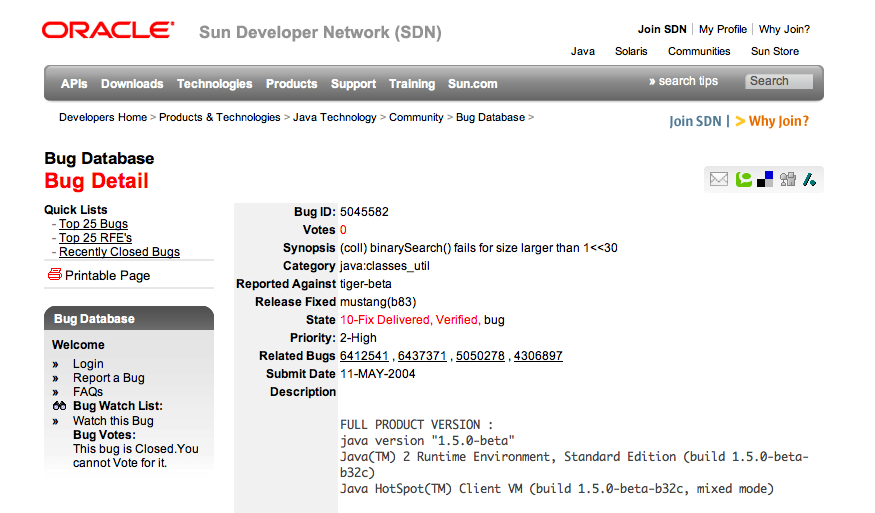 ORACLE Sun Developer Network (SDN)
Join SDN | My Profile | Why Join?
Java Solaris Communities Sun Store
APIs Downloads Technologies Products Support Training Sun.com » search tips Search
Developers Home > Products & Technologies > Java Technology > Community > Bug Database >
Join SDN | > Why Join?
Bug Database
Bug Detail
Quick Lists
- Top 25 Bugs
- Top 25 RFE's
- Recently Closed Bugs
Printable Page
Bug Database
Welcome
» Login
» Report a Bug
» FAQs
Bug Watch List:
» Watch this Bug
Bug Votes:
This bug is Closed.You
cannot Vote for it.
Bug ID: 5045582
Votes 0
Synopsis (coll) binarySearch() fails for size larger than 1<<30
Category java:classes_util
Reported Against tiger-beta
Release Fixed mustang(b83)
State 10-Fix Delivered, Verified, bug
Priority: 2-High
Related Bugs 6412541 , 6437371 , 5050278 , 4306897
Submit Date 11-MAY-2004
Description
FULL PRODUCT VERSION :
java version "1.5.0-beta"
Java(TM) 2 Runtime Environment, Standard Edition (build 1.5.0-beta-
b32c)
Java HotSpot(TM) Client VM (build 1.5.0-beta-b32c, mixed mode)